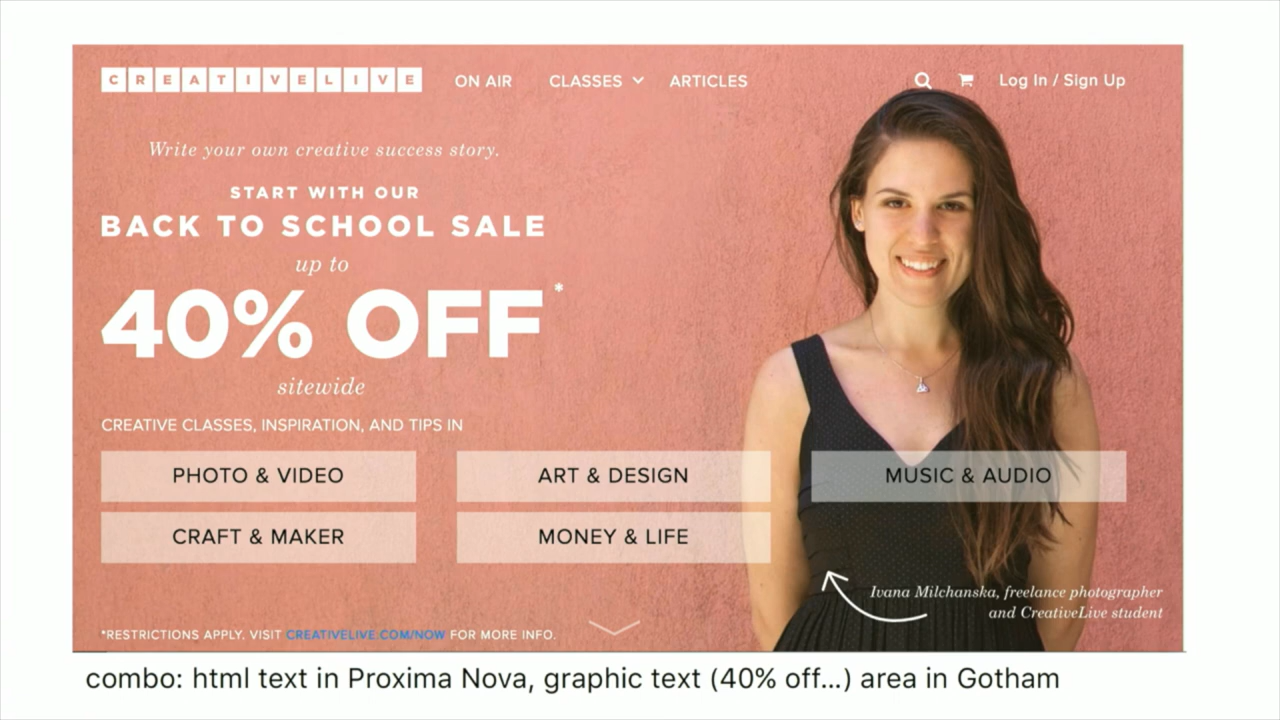 CREATIVELIVE ON AIR CLASSES ARTICLES Log In / Sign Up
Write your own creative success story.
START WITH OUR
BACK TO SCHOOL SALE
up to
40% OFF*
sitewide
CREATIVE CLASSES, INSPIRATION, AND TIPS IN
PHOTO & VIDEO ART & DESIGN MUSIC & AUDIO
CRAFT & MAKER MONEY & LIFE
Ivana Milchanska, freelance photographer
and CreativeLive student
*RESTRICTIONS APPLY. VISIT CREATIVELIVE.COM/NOW FOR MORE INFO.
combo: html text in Proxima Nova, graphic text (40% off...) area in Gotham